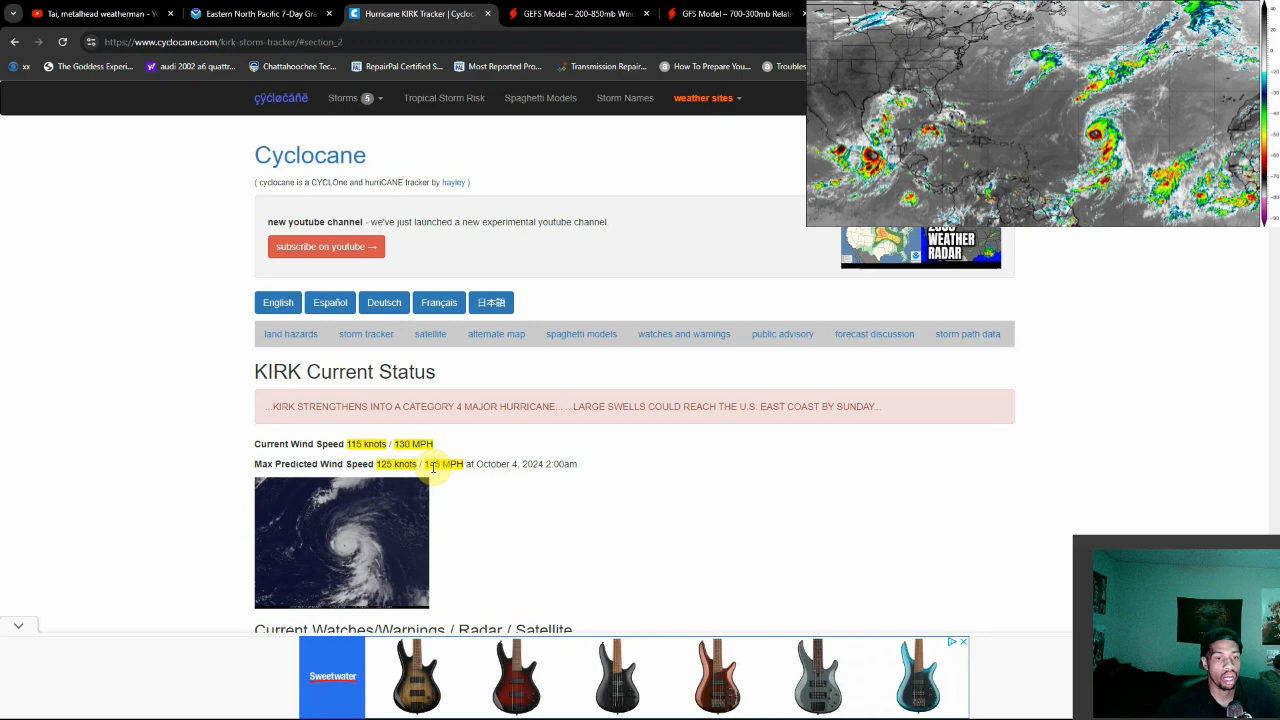 Tai, metalhead weatherman - Yo
Eastern North Pacific 7-Day Gra
Hurricane KIRK Tracker | Cycloc
GEFS Model – 200-850mb Win
GFS Model – 700-300mb Relati
https://www.cyclocane.com/kirk-storm-tracker/#section_2
xx
The Goddess Experi...
audi 2002 a6 quattr...
Chattahoochee Tec...
RepairPal Certified S...
Most Reported Pro...
Transmission Repair...
How To Prepare You...
Thousands
çÿcløčåñê
Storms 5
Tropical Storm Risk
Spaghetti Models
Storm Names
weather sites
Cyclocane
( cyclocane is a CYCLOne and hurriCANE tracker by hayley )
new youtube channel - we've just launched a new experimental youtube channel.
subscribe on youtube →
WEATHER
RADAR
English
Español
Deutsch
Français
日本語
land hazards
storm tracker
satellite
alternate map
spaghetti models
watches and warnings
public advisory
forecast discussion
storm path data
KIRK Current Status
...KIRK STRENGTHENS INTO A CATEGORY 4 MAJOR HURRICANE... ...LARGE SWELLS COULD REACH THE U.S. EAST COAST BY SUNDAY...
Current Wind Speed 115 knots / 130 MPH
Max Predicted Wind Speed 125 knots / 145 MPH at October 4, 2024 2:00am
Current Watches/Warnings / Radar / Satellite
Sweetwater